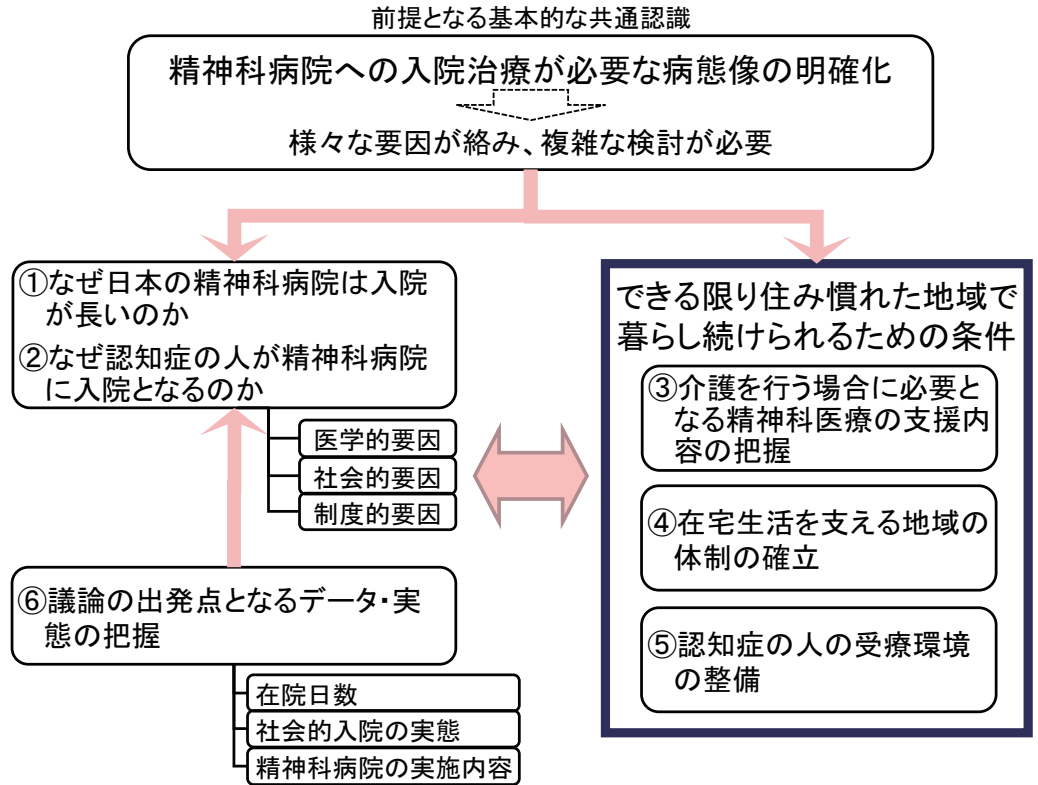 前提となる基本的な共通認識
精神科病院への入院治療が必要な病態像の明確化
様々な要因が絡み、複雑な検討が必要
①なぜ日本の精神科病院は入院
が長いのか
②なぜ認知症の人が精神科病院
に入院となるのか
医学的要因
社会的要因
制度的要因
⑥議論の出発点となるデータ・実
態の把握
在院日数
社会的入院の実態
精神科病院の実施内容
できる限り住み慣れた地域で
暮らし続けられるための条件
③介護を行う場合に必要と
なる精神科医療の支援内
容の把握
④在宅生活を支える地域の
体制の確立
⑤認知症の人の受療環境
の整備